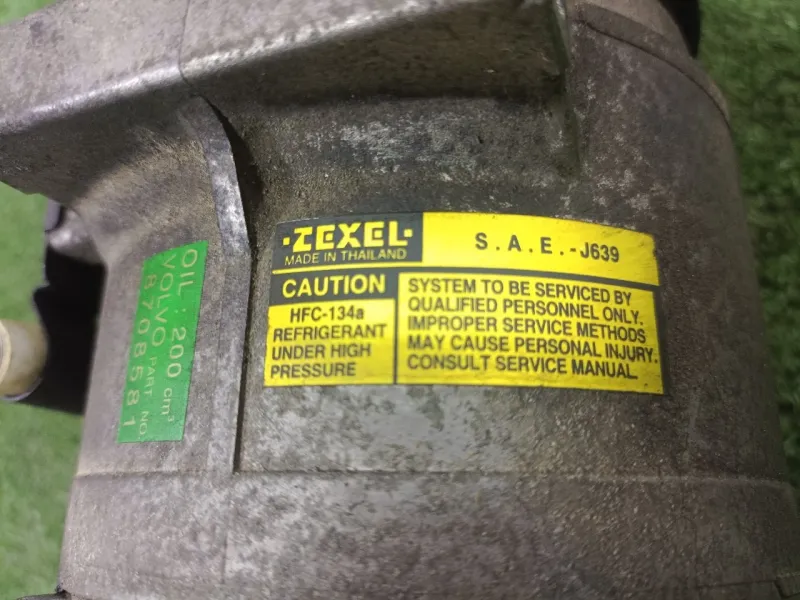 ·ZEXEL·
MADE IN THAILAND
S. A. E. -J639
CAUTION
HFC-134a
REFRIGERANT
UNDER HIGH
PRESSURE
SYSTEM TO BE SERVICED BY
QUALIFIED PERSONNEL ONLY.
IMPROPER SERVICE METHODS
MAY CAUSE PERSONAL INJURY.
CONSULT SERVICE MANUAL
OIL : 200 cm³
VOLVO PART NO.
8708581